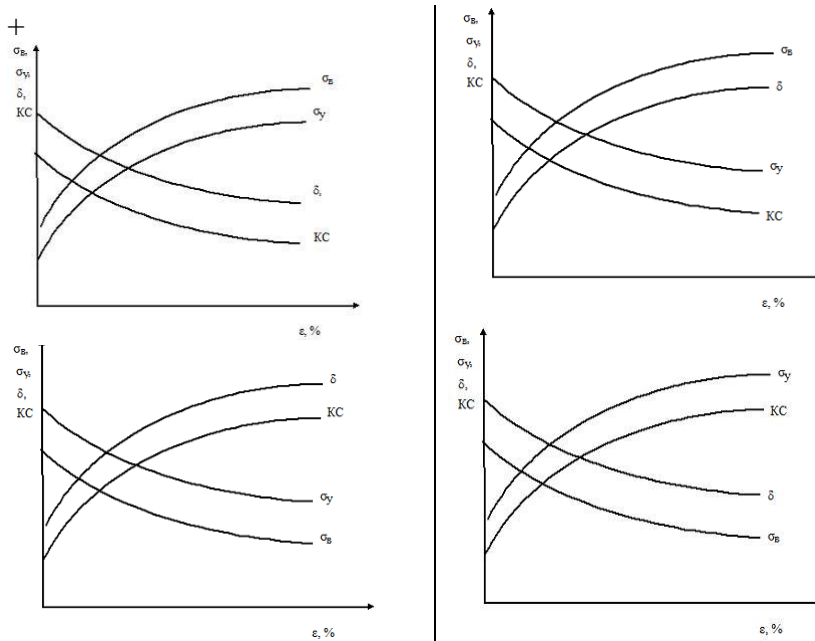 +
σв,
σу,
δ,
КС
σв
σу
δ,
КС
ε, %
σв,
σу,
δ,
КС
σв
δ
σу
КС
ε, %
σв,
σу,
δ,
КС
δ
КС
σу
σв
ε, %
σв,
σу,
δ,
КС
σу
КС
δ
σв
ε, %